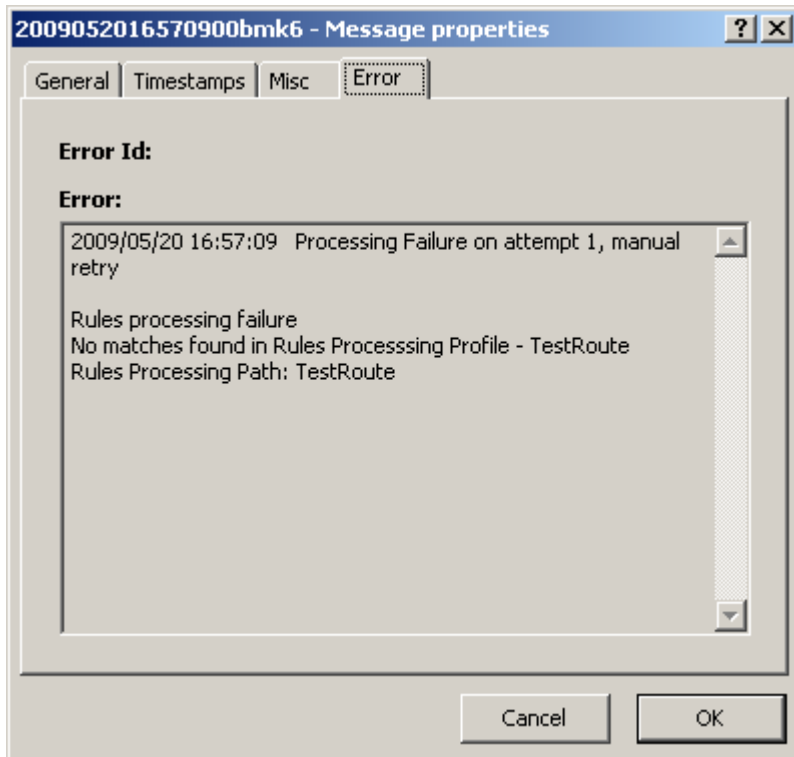 2009052016570900bmk6 - Message properties
General Timestamps Misc Error
Error Id:
Error:
2009/05/20 16:57:09 Processing Failure on attempt 1, manual
retry
Rules processing failure
No matches found in Rules Processsing Profile - TestRoute
Rules Processing Path: TestRoute
Cancel OK